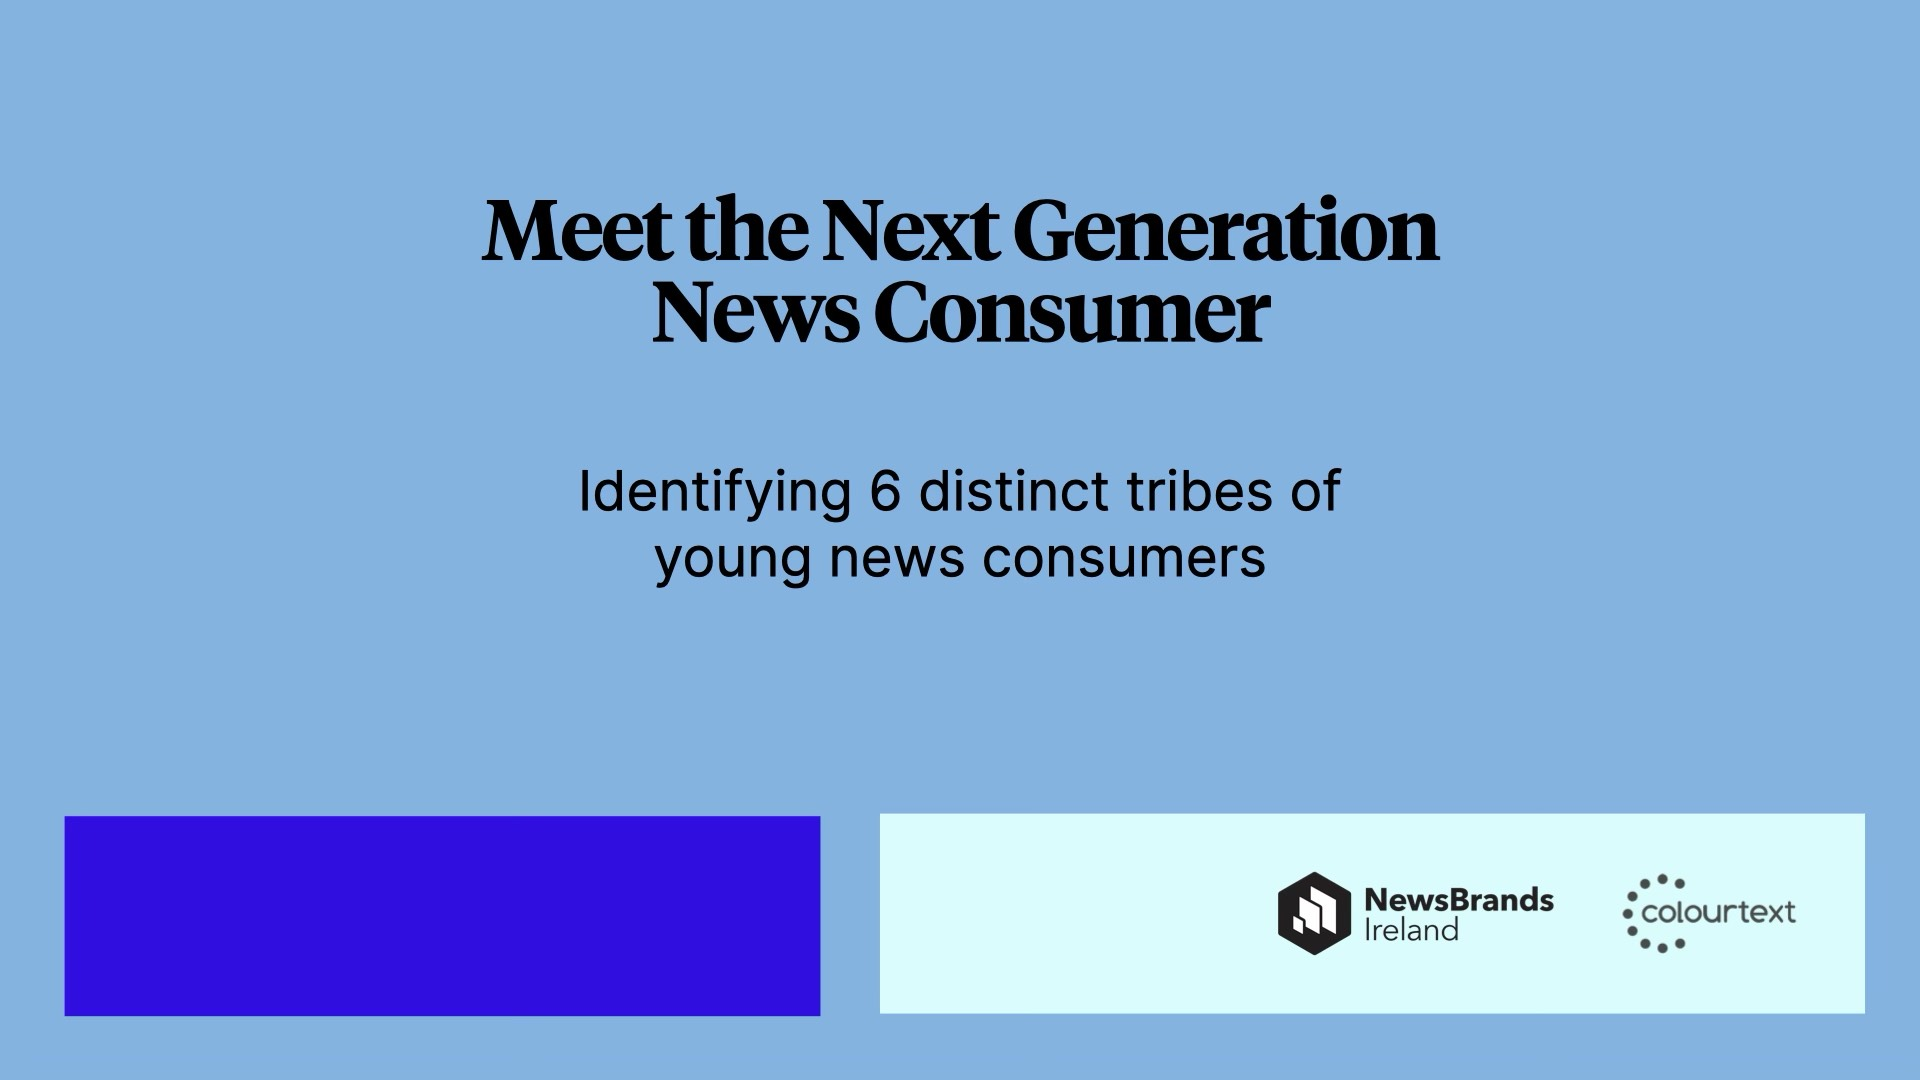 Meet the Next Generation
News Consumer
Identifying 6 distinct tribes of
young news consumers
NewsBrands
Ireland
colourtext